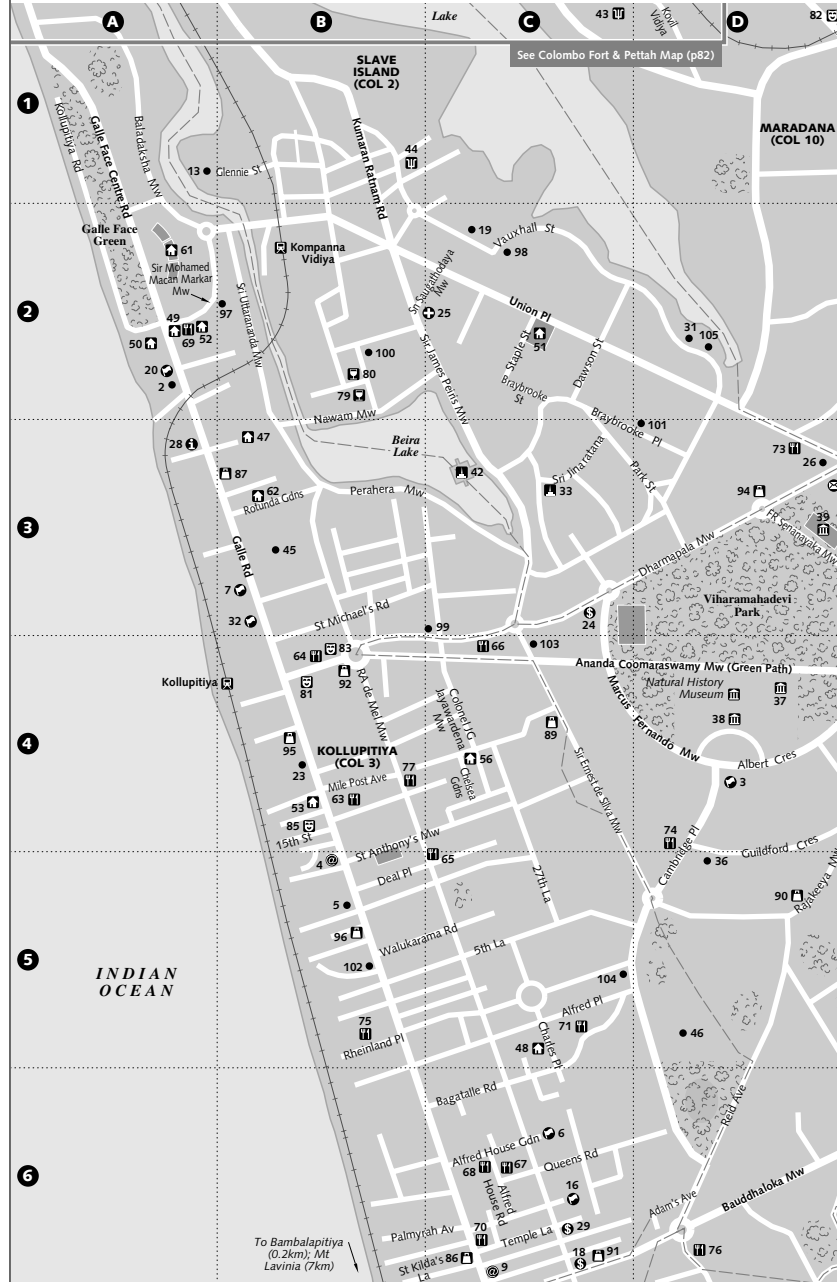 A
B
C
D
1
2
3
4
5
6
Lake
43
Kovil
Vidiya
82
See Colombo Fort & Pettah Map (p82)
SLAVE
ISLAND
(COL 2)
MARADANA
(COL 10)
Kollupitiya Rd
Galle Face Centre Rd
Baladaksha Mw
Kumaran Ratnam Rd
44
13
Glennie St
19
Vauxhall St
98
Galle Face
Green
61
Kompanna
Vidiya
Sir Mohamed
Macan Markar
Mw
97
Sri Uttarananda Mw
25
Union Pl
31
105
49
50
69
52
Staple St
51
Dawson St
20
2
100
80
79
Sir James Peiris Mw
Braybrooke
St
Nawam Mw
Braybrooke Pl
101
28
47
Beira
Lake
42
Sri Jinaratana
33
Park St
73
26
87
62
Rotunda Gdns
Perahera Mw
94
FR Senanayaka Mw
39
Galle Rd
45
Dharmapala Mw
7
32
St Michael's Rd
99
24
Viharamahadevi
Park
64
83
66
103
Ananda Coomaraswamy Mw (Green Path)
Kollupitiya
81
92
RA de Mel Mw
Colonel JG
Jayawardena
Mw
Natural History
Museum
37
38
Marcus Fernando Mw
89
95
23
KOLLUPITIYA
(COL 3)
77
56
Chelsea
Gdns
Sir Ernest de Silva Mw
Albert Cres
3
Mile Post Ave
53
63
85
15th St
St Anthony's Mw
74
Cambridge Pl
Guildford Cres
4
65
36
Deal Pl
27th La
90
Rajakeeya Mw
5
96
Walukarama Rd
5th La
102
104
INDIAN
OCEAN
Alfred Pl
75
71
46
Rheinland Pl
48
Charles Pl
Bagatalle Rd
Reid Ave
Alfred House Gdn
6
68
67
Queens Rd
Alfred
House Rd
16
Adam's Ave
Bauddhaloka Mw
Palmyrah Av
70
Temple La
29
To Bambalapitiya
(0.2km); Mt
Lavinia (7km)
St Kilda's
La
86
9
18
91
76